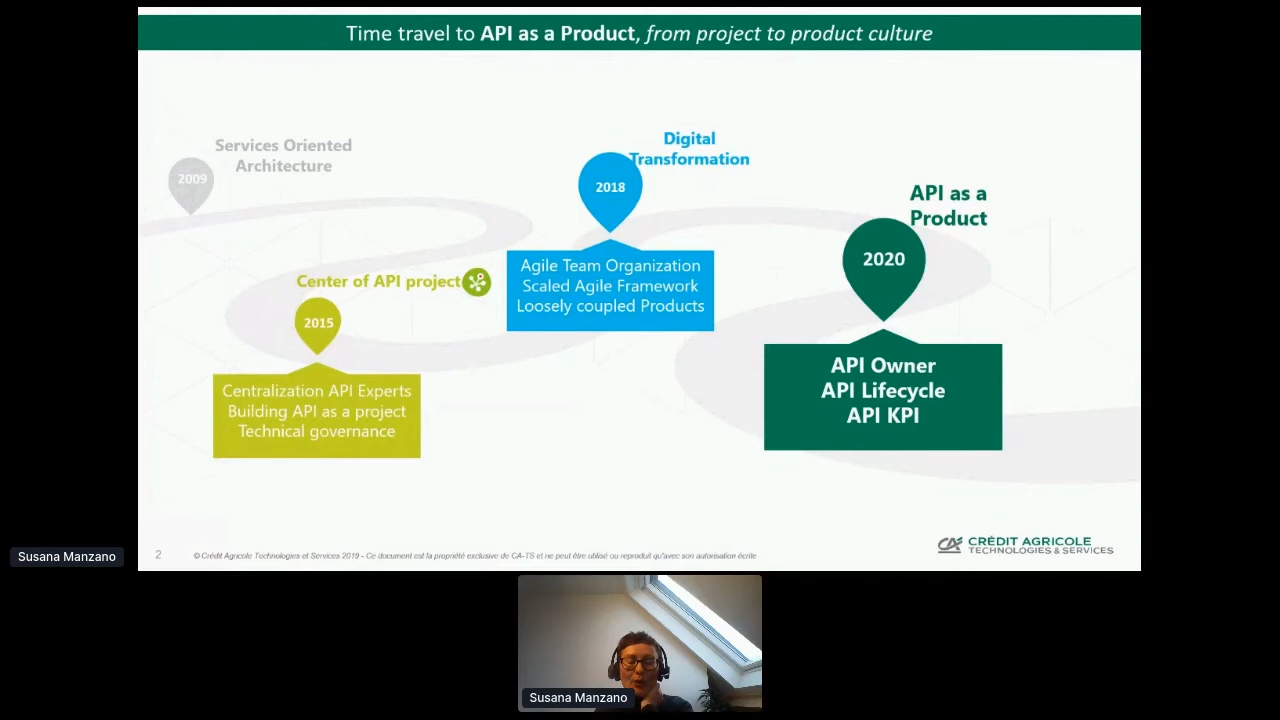 Time travel to API as a Product, from project to product culture
Services Oriented
Architecture
2009
Digital
Transformation
2018
API as a
Product
2020
Agile Team Organization
Scaled Agile Framework
Loosely coupled Products
Center of API project
2015
API Owner
API Lifecycle
API KPI
Centralization API Experts
Building API as a project
Technical governance
2
© Crédit Agricole Technologies et Services 2019 - Ce document est la propriété exclusive de CA-TS et ne peut être utilisé ou reproduit qu'avec son autorisation écrite
CA
CRÉDIT AGRICOLE
TECHNOLOGIES & SERVICES
Susana Manzano
Susana Manzano